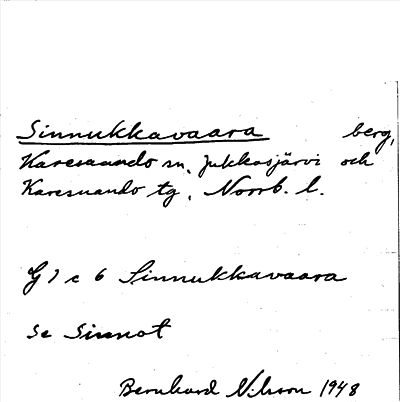 Sinnukkavaara berg,
Karesuando sn, Jukkasjärvi och
Karesuando tg, Norrb. l.
G 1 c 6 Sinnukkavaara
Se Sinnot
Bernhard Nilsson 1948